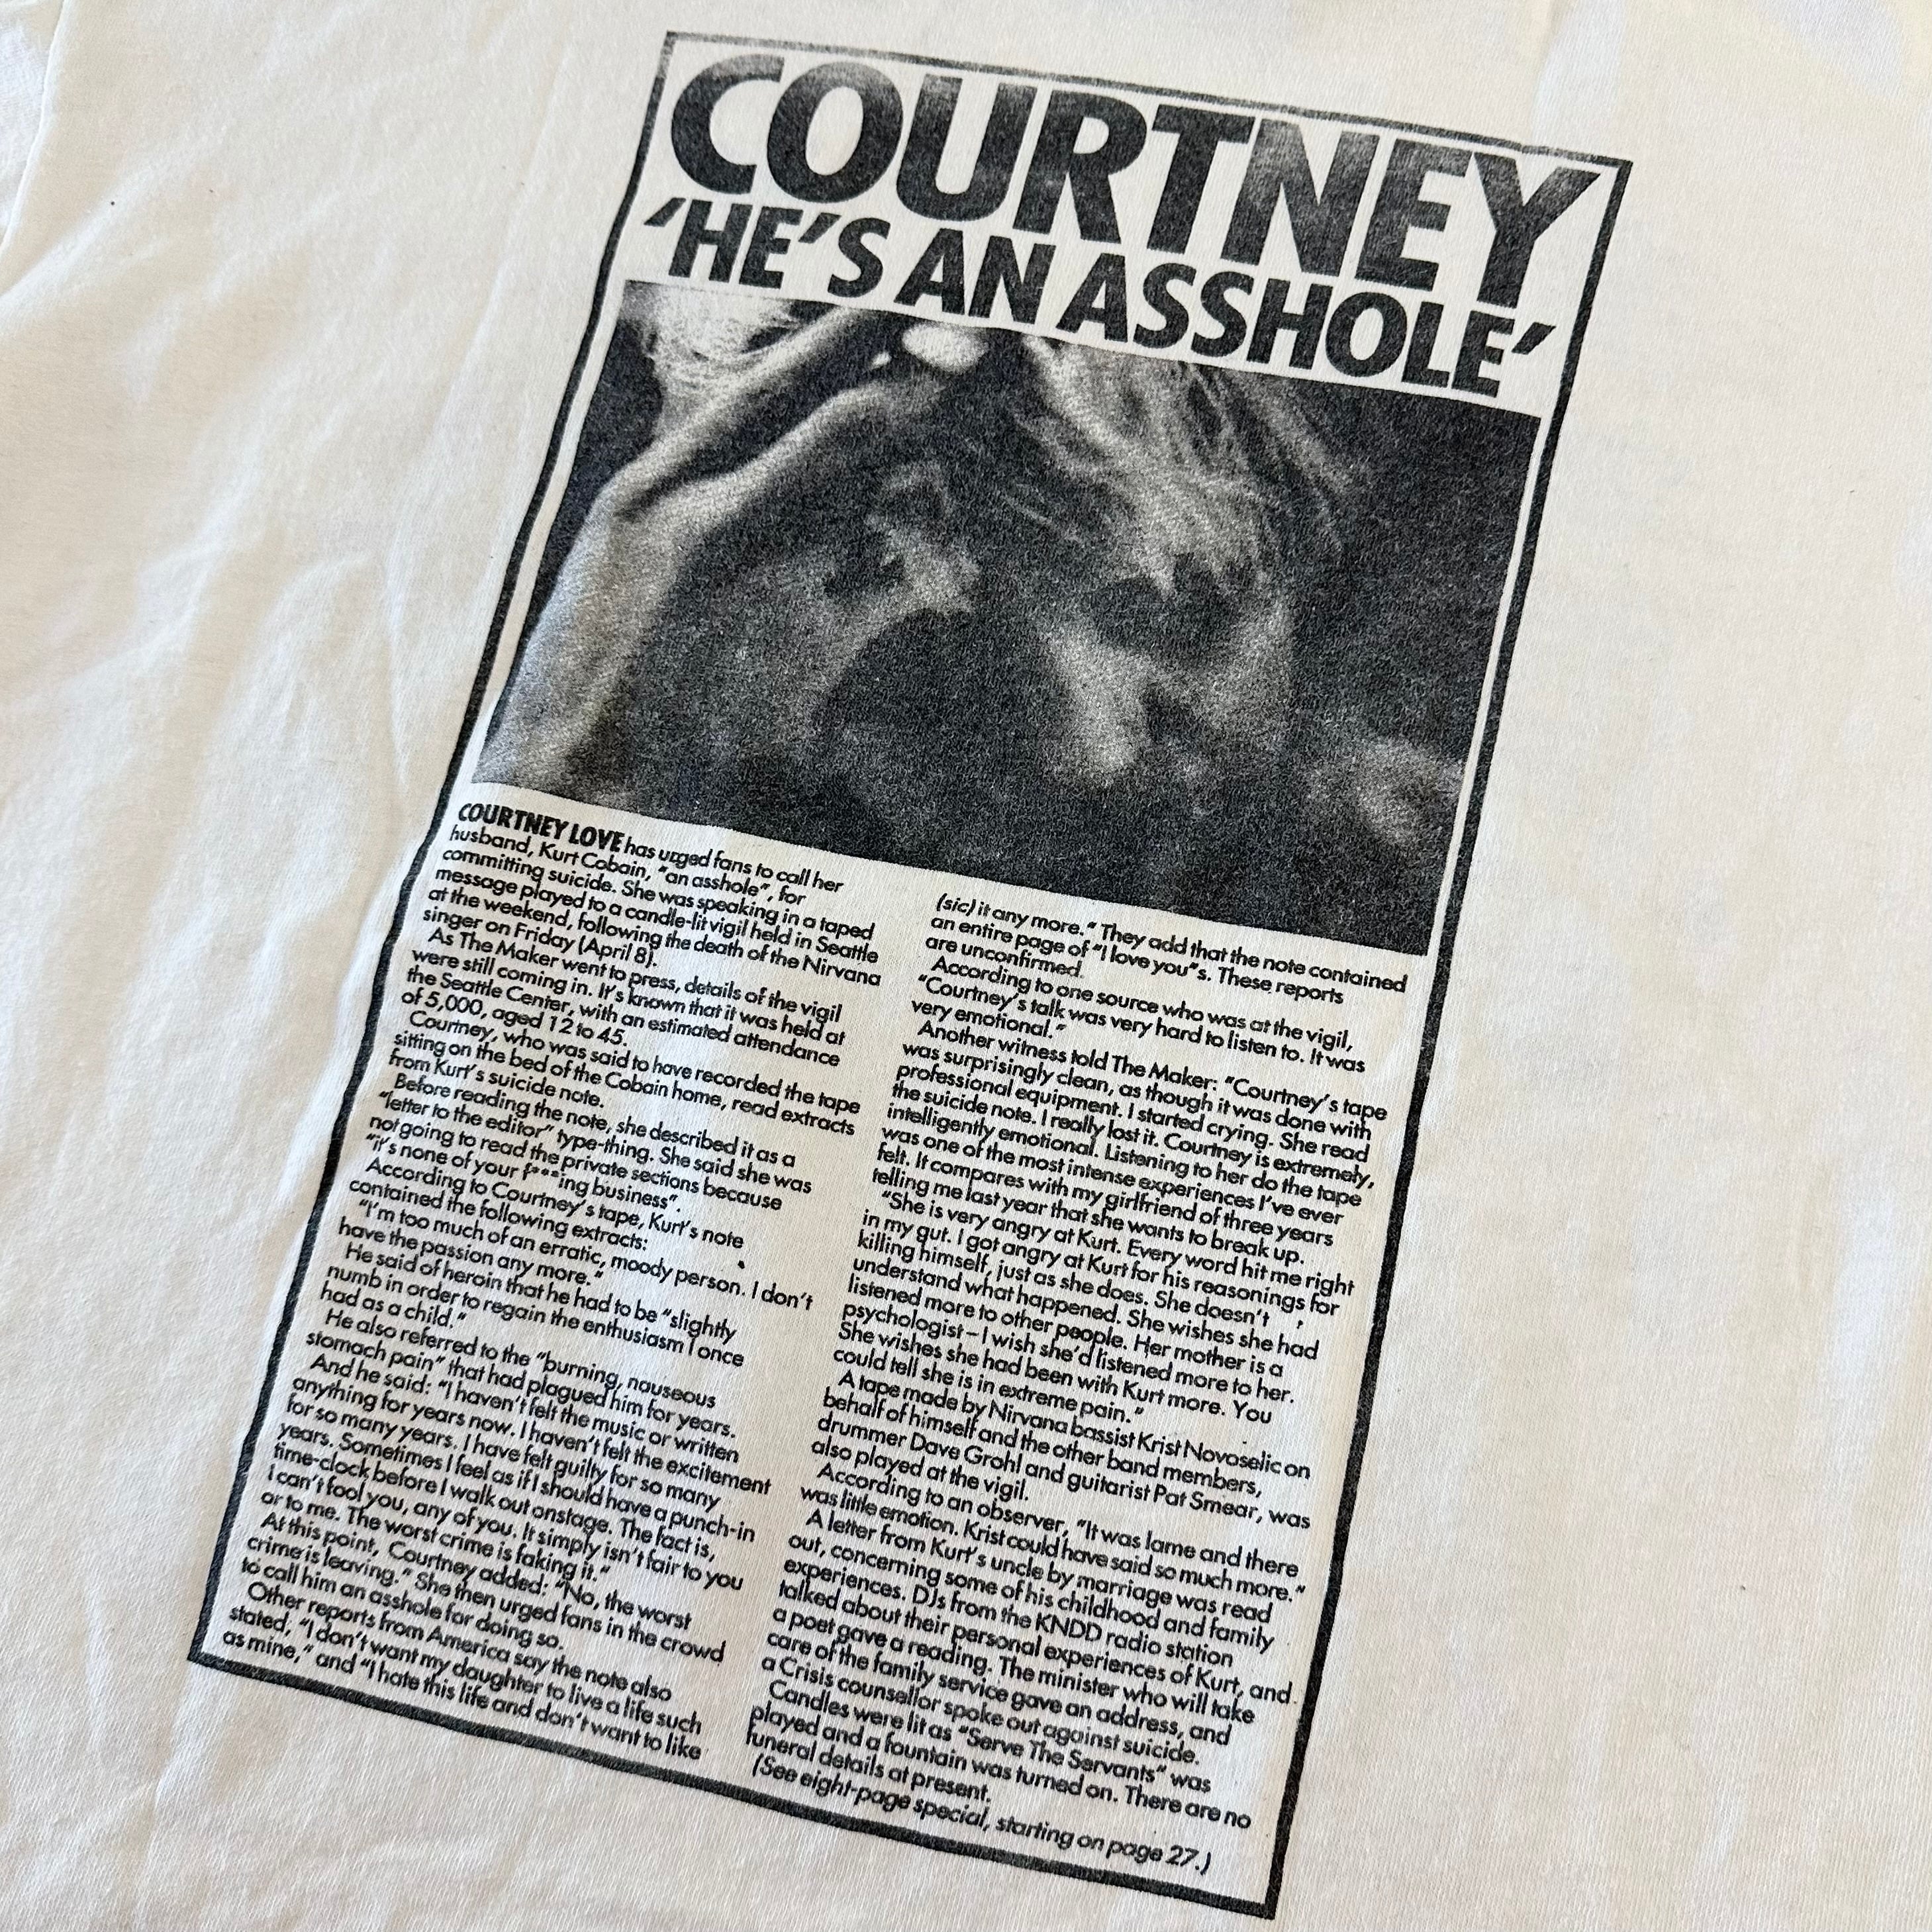 COURTNEY
‘HE’S AN ASSHOLE’
COURTNEY LOVE has urged fans to call her
husband, Kurt Cobain, “an asshole”, for
committing suicide. She was speaking in a taped
message played to a candle-lit vigil held in Seattle
at the weekend, following the death of the Nirvana
singer on Friday (April 8).
As The Maker went to press, details of the vigil
were still coming in. It’s known that it was held at
the Seattle Center, with an estimated attendance
of 5,000, aged 12 to 45.
Courtney, who was said to have recorded the tape
sitting on the bed of the Cobain home, read extracts
from Kurt’s suicide note.
Before reading the note, she described it as a
“letter to the editor” type-thing. She said she was
not going to read the private sections because
“it’s none of your f***ing business”.
According to Courtney’s tape, Kurt’s note
contained the following extracts:
“I’m too much of an erratic, moody person. I don’t
have the passion any more.”
He said of heroin that he had to be “slightly
numb in order to regain the enthusiasm I once
had as a child.”
He also referred to the “burning, nauseous
stomach pain” that had plagued him for years.
And he said: “I haven’t felt the music or written
anything for years now. I haven’t felt the excitement
for so many years. I have felt guilty for so many
years. Sometimes I feel as if I should have a punch-in
time-clock before I walk out onstage. The fact is,
I can’t fool you, any of you. It simply isn’t fair to you
or to me. The worst crime is faking it.”
At this point, Courtney added: “No, the worst
crime is leaving.” She then urged fans in the crowd
to call him an asshole for doing so.
Other reports from America say the note also
stated, “I don’t want my daughter to live a life such
as mine,” and “I hate this life and don’t want to like
(sic) it any more.” They add that the note contained
an entire page of “I love you”s. These reports
are unconfirmed.
According to one source who was at the vigil,
“Courtney’s talk was very hard to listen to. It was
very emotional.”
Another witness told The Maker: “Courtney’s tape
was surprisingly clean, as though it was done with
professional equipment. I started crying. She read
the suicide note. I really lost it. Courtney is extremely,
intelligently emotional. Listening to her do the tape
was one of the most intense experiences I’ve ever
felt. It compares with my girlfriend of three years
telling me last year that she wants to break up.
“She is very angry at Kurt. Every word hit me right
in my gut. I got angry at Kurt for his reasonings for
killing himself, just as she does. She doesn’t
understand what happened. She wishes she had
listened more to other people. Her mother is a
psychologist – I wish she’d listened more to her.
She wishes she had been with Kurt more. You
could tell she is in extreme pain.”
A tape made by Nirvana bassist Krist Novoselic on
behalf of himself and the other band members,
drummer Dave Grohl and guitarist Pat Smear, was
also played at the vigil.
According to an observer, “It was lame and there
was little emotion. Krist could have said so much more.”
A letter from Kurt’s uncle by marriage was read
out, concerning some of his childhood and family
experiences. DJs from the KNDD radio station
talked about their personal experiences of Kurt, and
a poet gave a reading. The minister who will take
care of the family service gave an address, and
a Crisis counsellor spoke out against suicide.
Candles were lit as “Serve The Servants” was
played and a fountain was turned on. There are no
funeral details at present.
(See eight-page special, starting on page 27.)